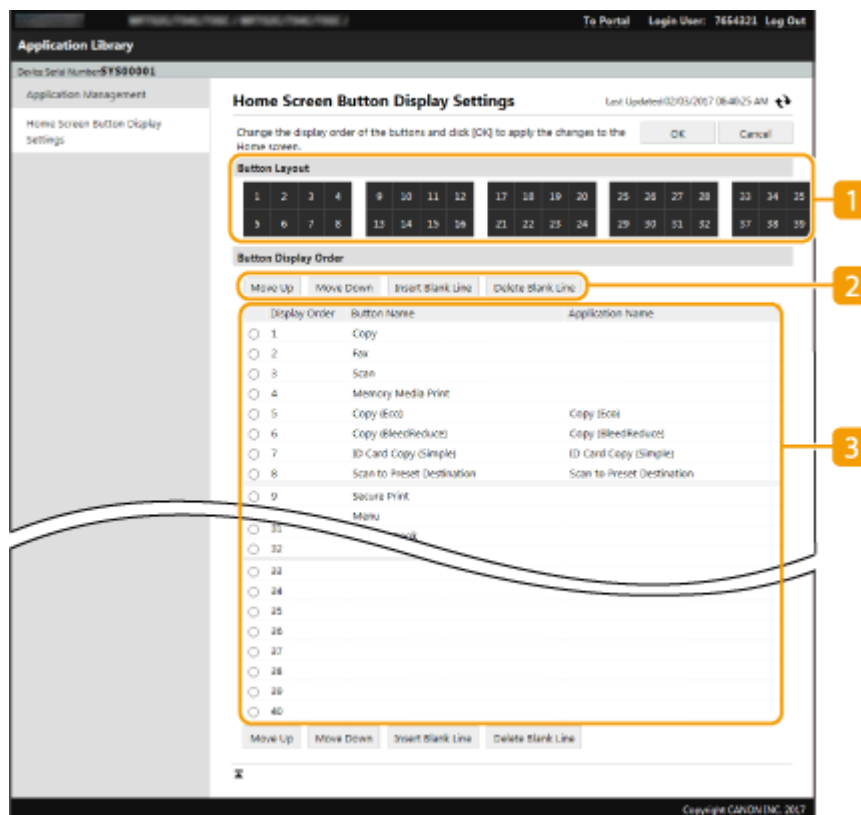 To Portal Login User: 7654321 Log Out
Application Library
Device Serial Number:SYS00001
Application Management
Home Screen Button Display Settings
Home Screen Button Display Settings
Last Updated:02/03/2017 06:40:25 AM
Change the display order of the buttons and click [OK] to apply the changes to the Home screen.
OK Cancel
Button Layout
1 2 3 4 9 10 11 12 17 18 19 20 25 26 27 28 33 34 35
5 6 7 8 13 14 15 16 21 22 23 24 29 30 31 32 37 38 39
1
Button Display Order
Move Up Move Down Insert Blank Line Delete Blank Line
2
Display Order Button Name Application Name
1 Copy
2 Fax
3 Scan
4 Memory Media Print
5 Copy (Eco) Copy (Eco)
6 Copy (BleedReduce) Copy (BleedReduce)
7 ID Card Copy (Simple) ID Card Copy (Simple)
3
8 Scan to Preset Destination Scan to Preset Destination
9 Secure Print
Menu
31
32
33
34
35
36
37
38
39
40
Move Up Move Down Insert Blank Line Delete Blank Line
Copyright CANON INC. 2017